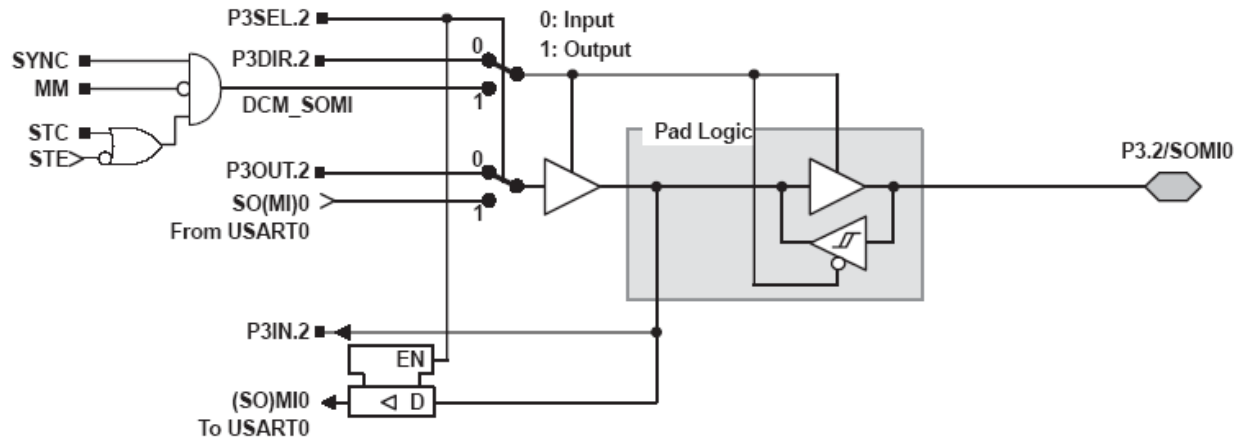 P3SEL.2
0: Input
1: Output
SYNC
P3DIR.2
0
MM
1
DCM_SOMI
STC
STE
Pad Logic
P3.2/SOMI0
P3OUT.2
0
SO(MI)0
1
From USART0
P3IN.2
EN
(SO)MI0
D
To USART0